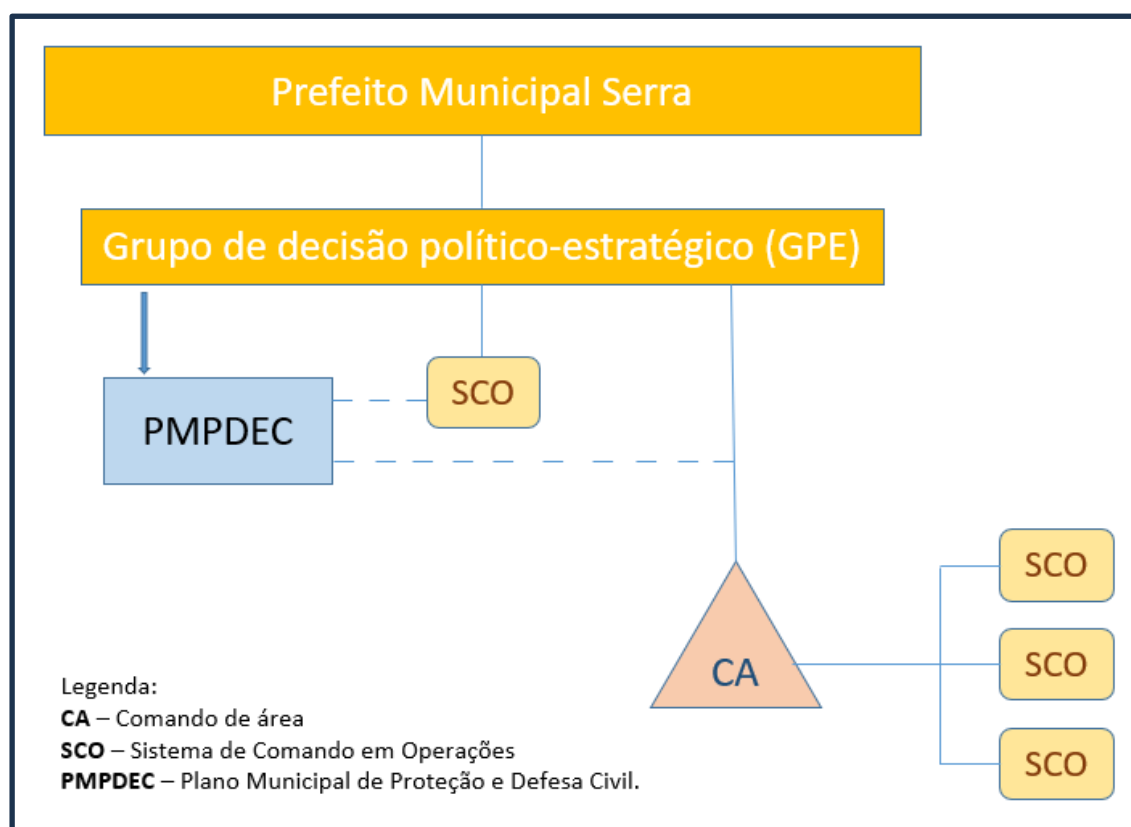 Prefeito Municipal Serra
Grupo de decisão político-estratégico (GPE)
SCO
PMPDEC
SCO
CA
SCO
SCO
Legenda:
CA – Comando de área
SCO – Sistema de Comando em Operações
PMPDEC – Plano Municipal de Proteção e Defesa Civil.